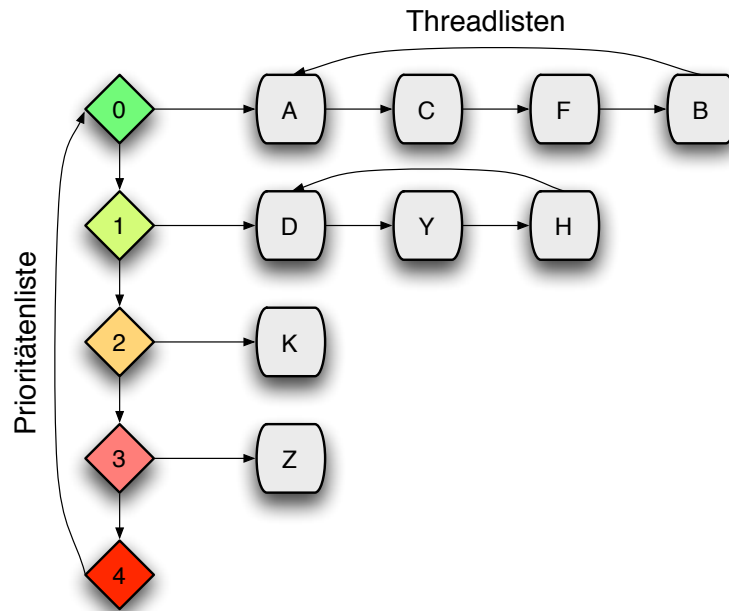 Threadlisten
0 A C F B
1 D Y H
2 K
3 Z
4
Prioritätenliste